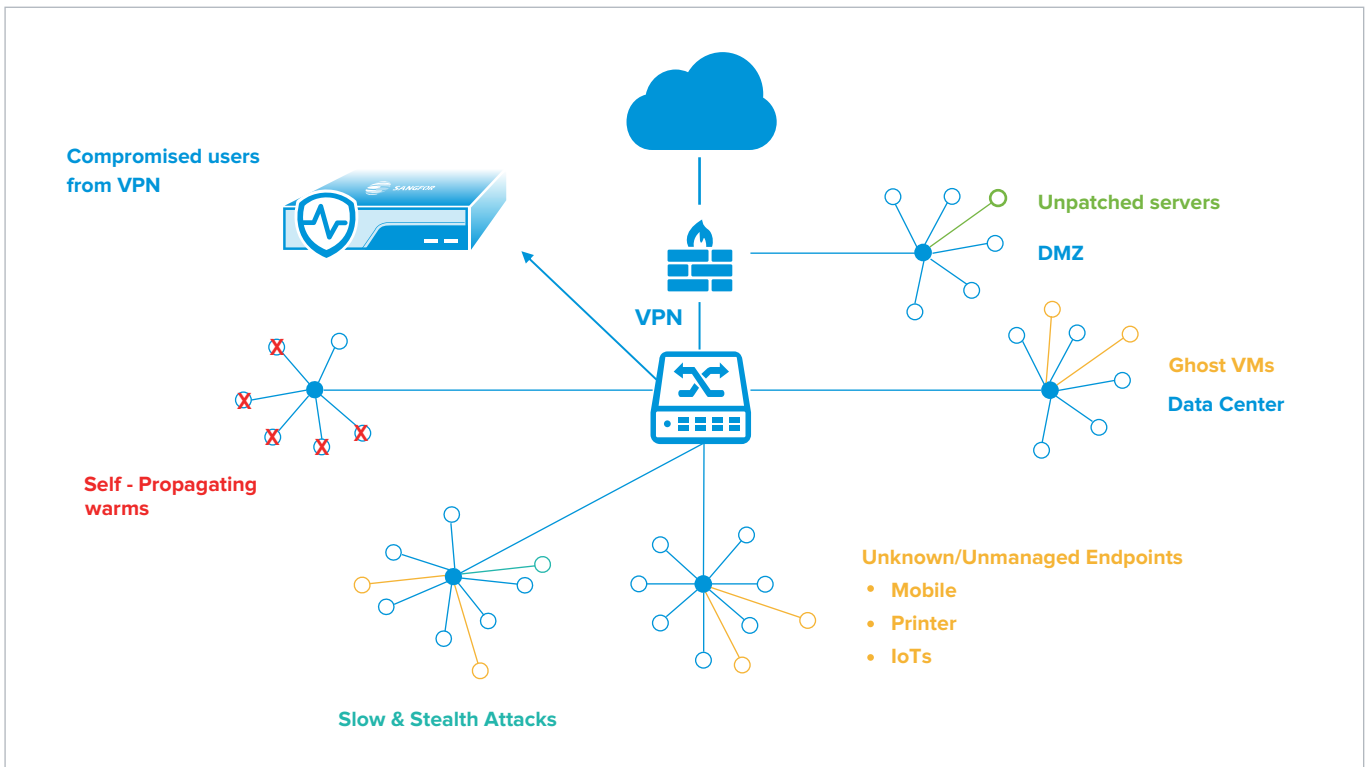 Compromised users
from VPN
SANGFOR
Unpatched servers
DMZ
VPN
Ghost VMs
Data Center
X
X
X
X
X
Self - Propagating
warms
Unknown/Unmanaged Endpoints
• Mobile
• Printer
• IoTs
Slow & Stealth Attacks